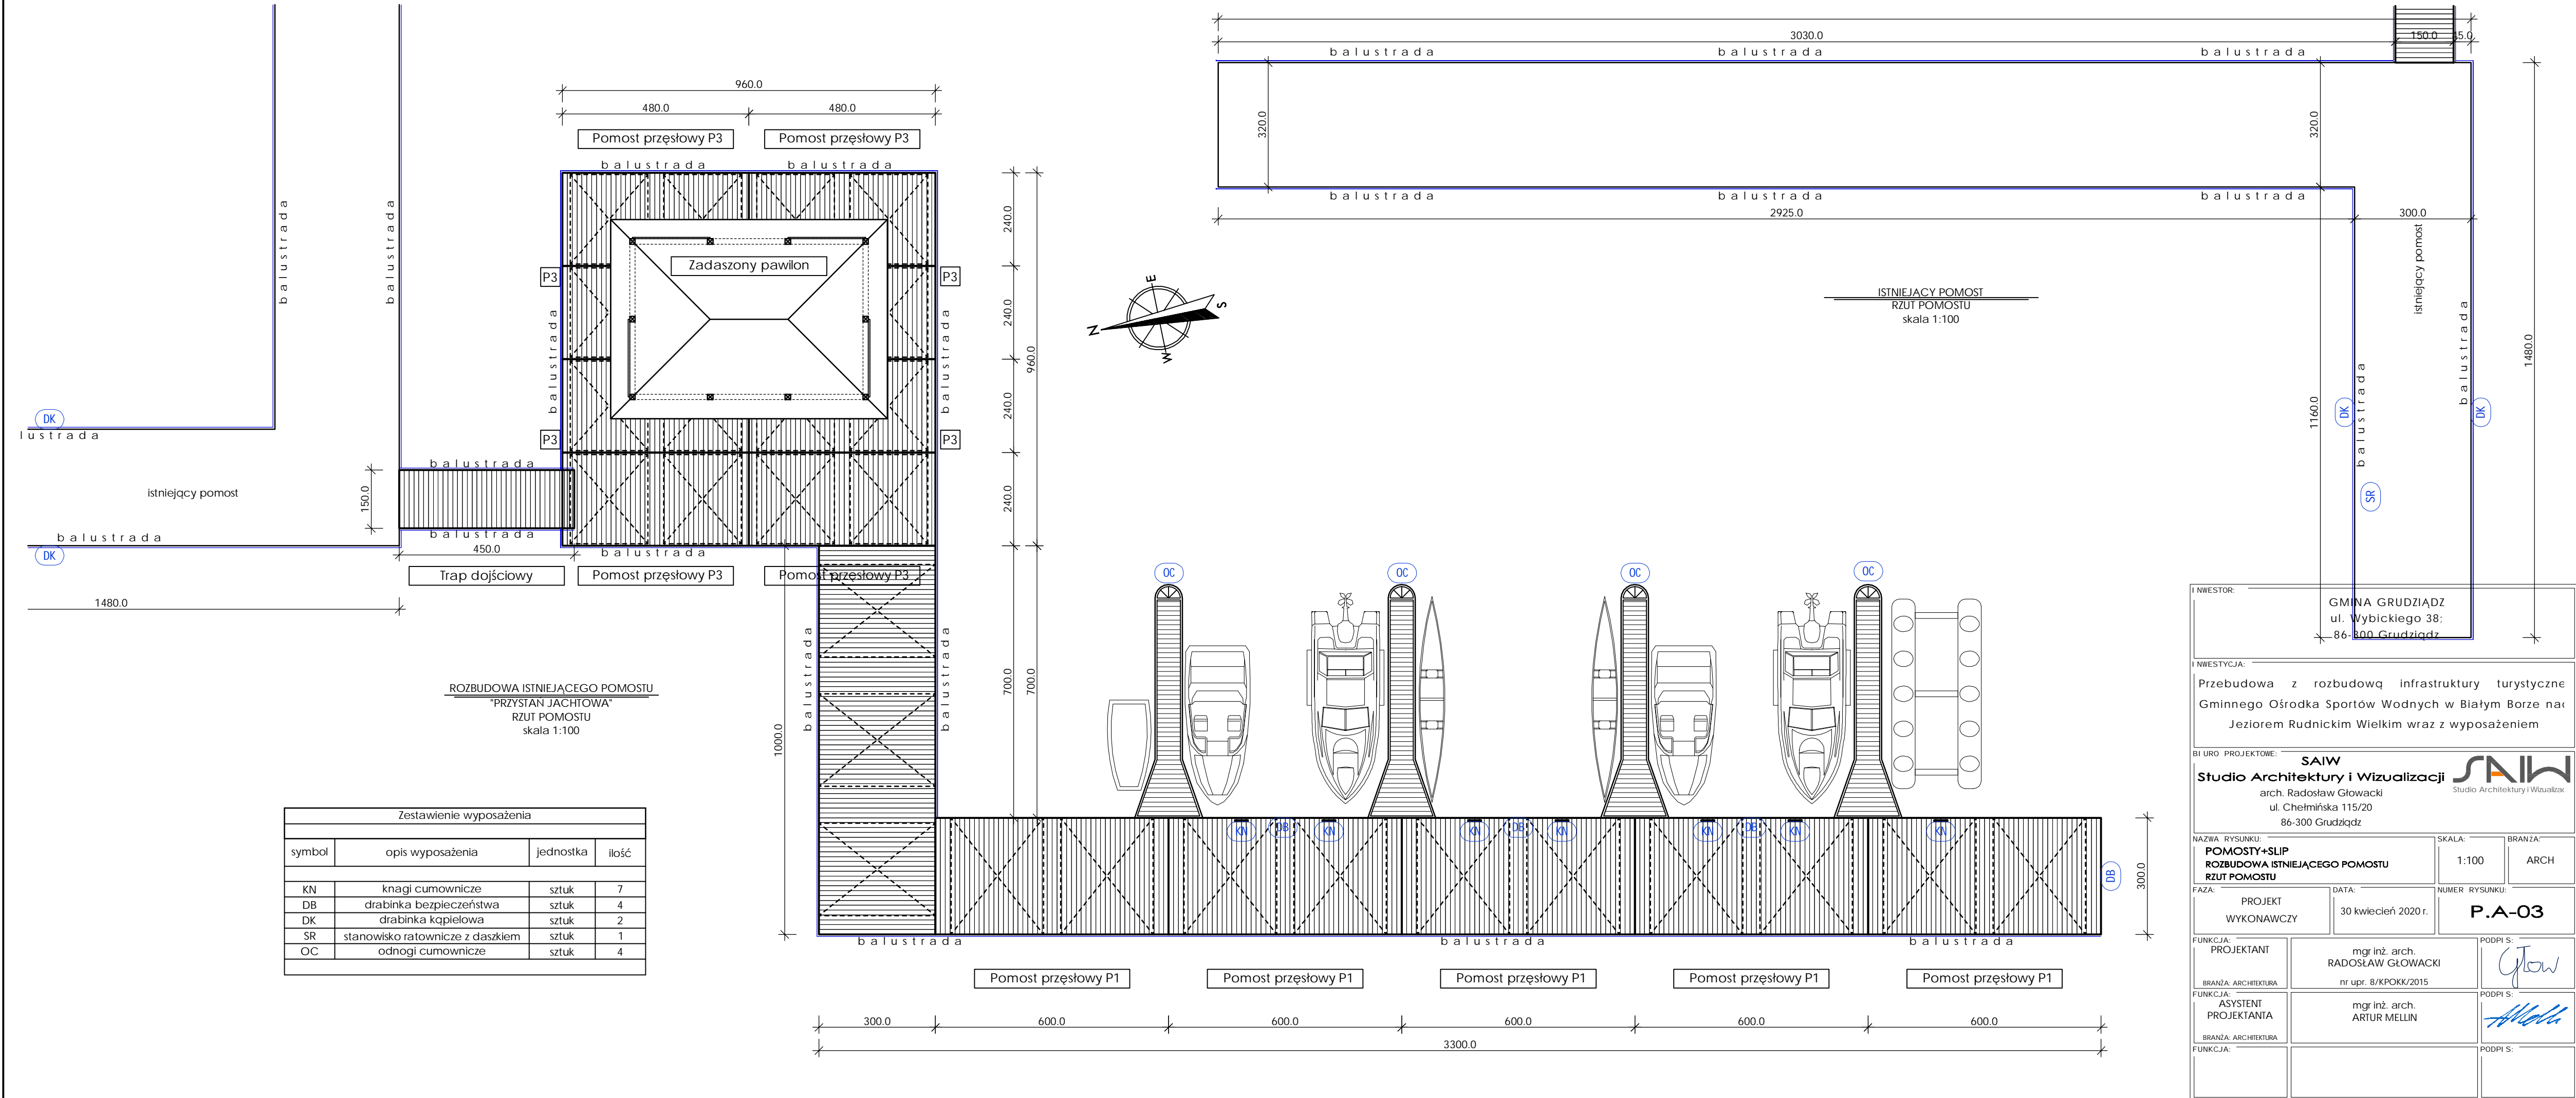 960.0
480.0
480.0
Pomost przęsłowy P3
Pomost przęsłowy P3
balustrada
balustrada
balustrada
balustrada
Zadaszony pawilon
P3
P3
P3
P3
balustrada
balustrada
240.0
240.0
240.0
240.0
960.0
700.0
700.0
DK
lustrada
istniejący pomost
balustrada
DK
150.0
balustrada
balustrada
450.0
balustrada
Trap dojściowy
Pomost przęsłowy P3
Pomost przęsłowy P3
1480.0
N
E
S
W
3030.0
150.0
balustrada
balustrada
balustrada
320.0
320.0
balustrada
balustrada
balustrada
2925.0
300.0
istniejący pomost
ISTNIEJACY POMOST
RZUT POMOSTU
skala 1:100
1160.0
1480.0
balustrada
balustrada
DK
DK
SR
ROZBUDOWA ISTNIEJĄCEGO POMOSTU
"PRZYSTAŃ JACHTOWA"
RZUT POMOSTU
skala 1:100
1000.0
balustrada
balustrada
OC
OC
OC
OC
KN
DB
KN
KN
DB
KN
KN
DB
KN
KN
DB
300.0
balustrada
balustrada
balustrada
Pomost przęsłowy P1
Pomost przęsłowy P1
Pomost przęsłowy P1
Pomost przęsłowy P1
Pomost przęsłowy P1
300.0
600.0
600.0
600.0
600.0
600.0
3300.0
Zestawienie wyposażenia
symbol opis wyposażenia jednostka ilość
KN knagi cumownicze sztuk 7
DB drabinka bezpieczeństwa sztuk 4
DK drabinka kąpielowa sztuk 2
SR stanowisko ratownicze z daszkiem sztuk 1
OC odnogi cumownicze sztuk 4
INWESTOR:
GMINA GRUDZIĄDZ
ul. Wybickiego 38;
86-300 Grudziądz
INWESTYCJA:
Przebudowa z rozbudową infrastruktury turystyczne
Gminnego Ośrodka Sportów Wodnych w Białym Borze nad
Jeziorem Rudnickim Wielkim wraz z wyposażeniem
BIURO PROJEKTOWE:
SAIW
Studio Architektury i Wizualizacji
arch. Radosław Głowacki
ul. Chełmińska 115/20
86-300 Grudziądz
SAIW
Studio Architektury i Wizualizac
NAZWA RYSUNKU:
POMOSTY+SLIP
ROZBUDOWA ISTNIEJĄCEGO POMOSTU
RZUT POMOSTU
SKALA:
1:100
BRANŻA:
ARCH
FAZA:
PROJEKT
WYKONAWCZY
DATA:
30 kwiecień 2020 r.
NUMER RYSUNKU:
P.A-03
FUNKCJA:
PROJEKTANT
BRANŻA: ARCHITEKTURA
mgr inż. arch.
RADOSŁAW GŁOWACKI
nr upr. 8/KPOKK/2015
PODPIS:
FUNKCJA:
ASYSTENT
PROJEKTANTA
BRANŻA: ARCHITEKTURA
mgr inż. arch.
ARTUR MELLIN
PODPIS:
FUNKCJA:
PODPIS: